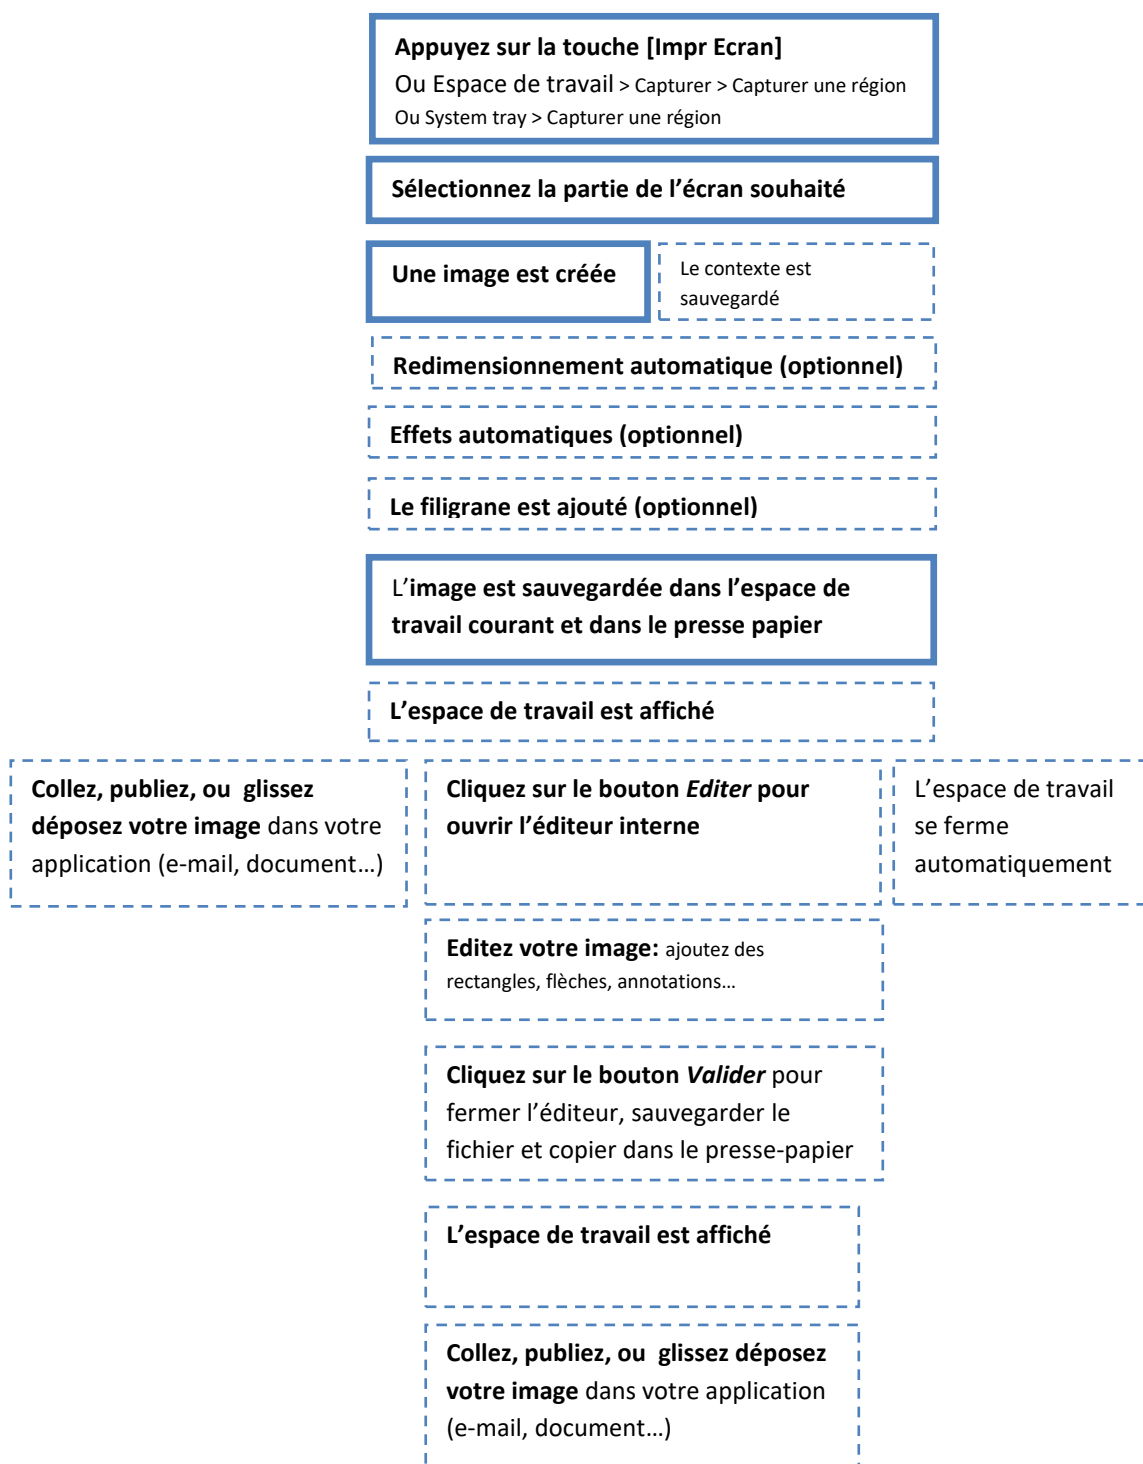 Appuyez sur la touche [Impr Ecran]
Ou Espace de travail > Capturer > Capturer une région
Ou System tray > Capturer une région
Sélectionnez la partie de l’écran souhaité
Une image est créée
Le contexte est
sauvegardé
Redimensionnement automatique (optionnel)
Effets automatiques (optionnel)
Le filigrane est ajouté (optionnel)
L’image est sauvegardée dans l’espace de
travail courant et dans le presse papier
L’espace de travail est affiché
Collez, publiez, ou  glissez
déposez votre image dans votre
application (e-mail, document…)
Cliquez sur le bouton Editer pour
ouvrir l’éditeur interne
L’espace de travail
se ferme
automatiquement
Editez votre image: ajoutez des
rectangles, flèches, annotations…
Cliquez sur le bouton Valider pour
fermer l’éditeur, sauvegarder le
fichier et copier dans le presse-papier
L’espace de travail est affiché
Collez, publiez, ou  glissez déposez
votre image dans votre application
(e-mail, document…)